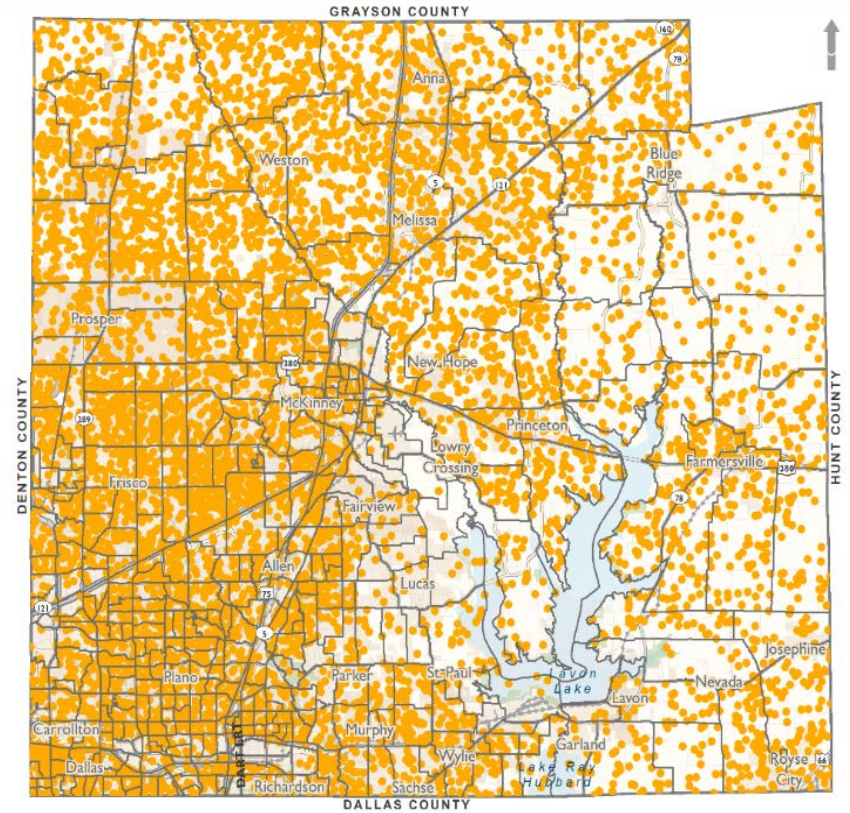 GRAYSON COUNTY
160
78
Anna
Blue
Ridge
Weston
5
121
Melissa
Prosper
380
New Hope
DENTON COUNTY
HUNT COUNTY
McKinney
289
Princeton
Lowry
Crossing
Farmersville
380
Frisco
78
Fairview
Allen
75
Lucas
121
5
Josephine
Plano
Parker
St Paul
Lavon
Lake
Nevada
Lavon
Carrollton
DART LRT
Murphy
Garland
Wylie
Dallas
Lake Ray
Hubbard
Royse
City
66
Richardson
Sachse
DALLAS COUNTY